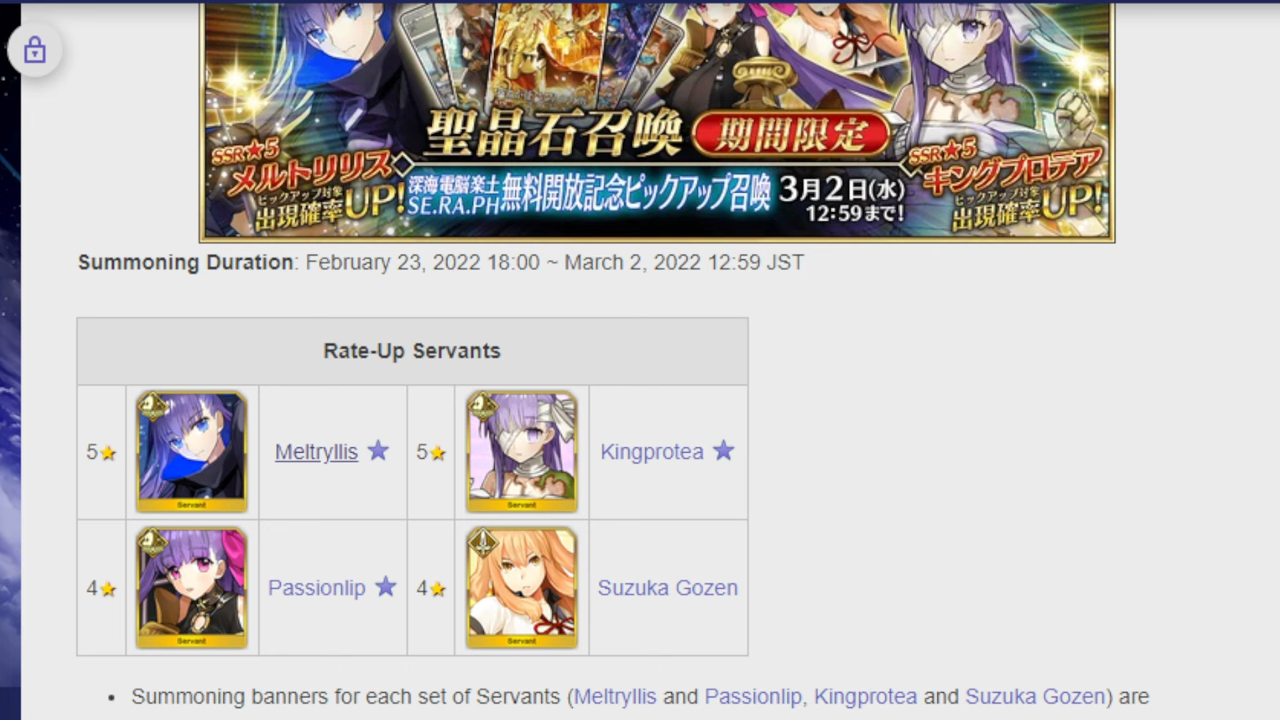 聖晶石召喚 期間限定
SSR★5
メルトリリス
ピックアップ対象
出現確率UP!
深海電脳楽土
SE.RA.PH無料開放記念ピックアップ召喚 3月2日(水)
12:59まで!
SSR★5
キングプロテア
ピックアップ対象
出現確率UP!
Summoning Duration: February 23, 2022 18:00 ~ March 2, 2022 12:59 JST
Rate-Up Servants
5★ Servant Meltryllis ★ 5★ Servant Kingprotea ★
4★ Servant Passionlip ★ 4★ Servant Suzuka Gozen
• Summoning banners for each set of Servants (Meltryllis and Passionlip, Kingprotea and Suzuka Gozen) are